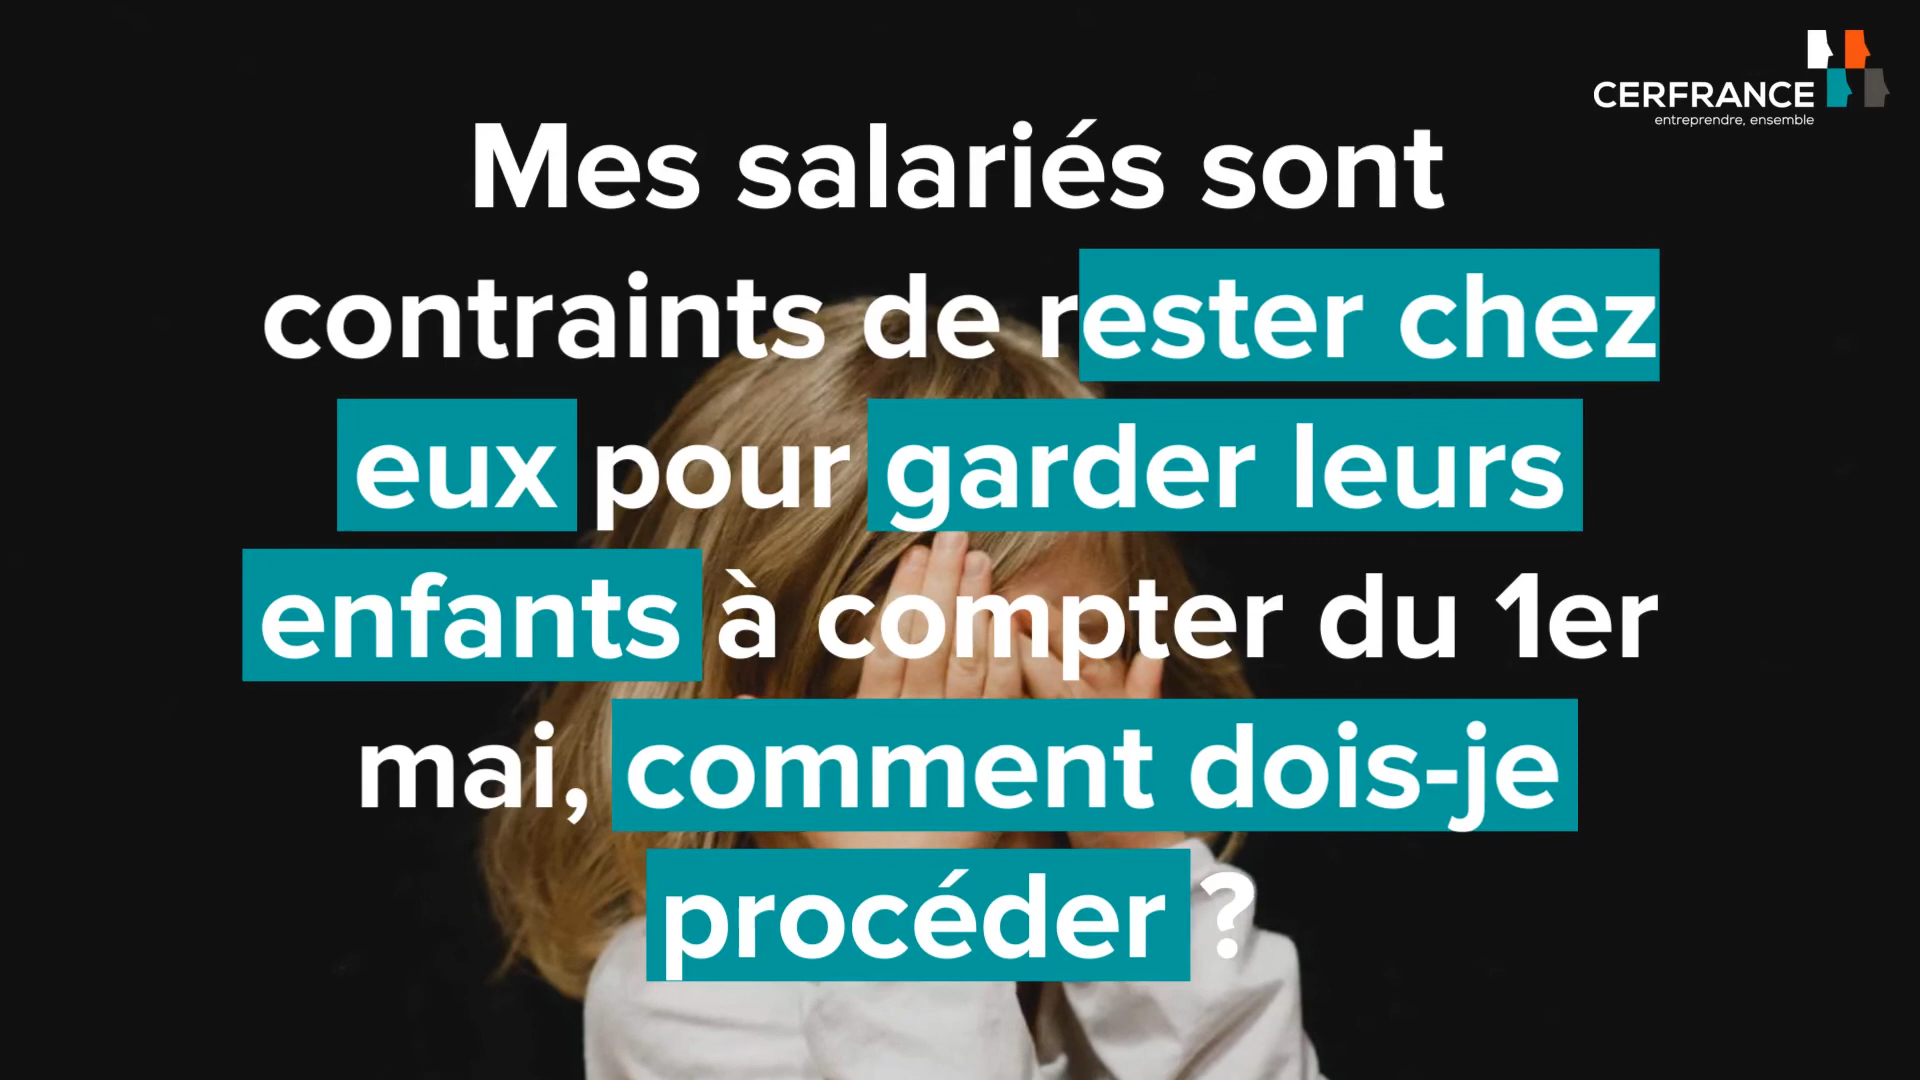 CERFRANCE
entreprendre, ensemble
Mes salariés sont
contraints de rester chez
eux pour garder leurs
enfants à compter du 1er
mai, comment dois-je
procéder ?